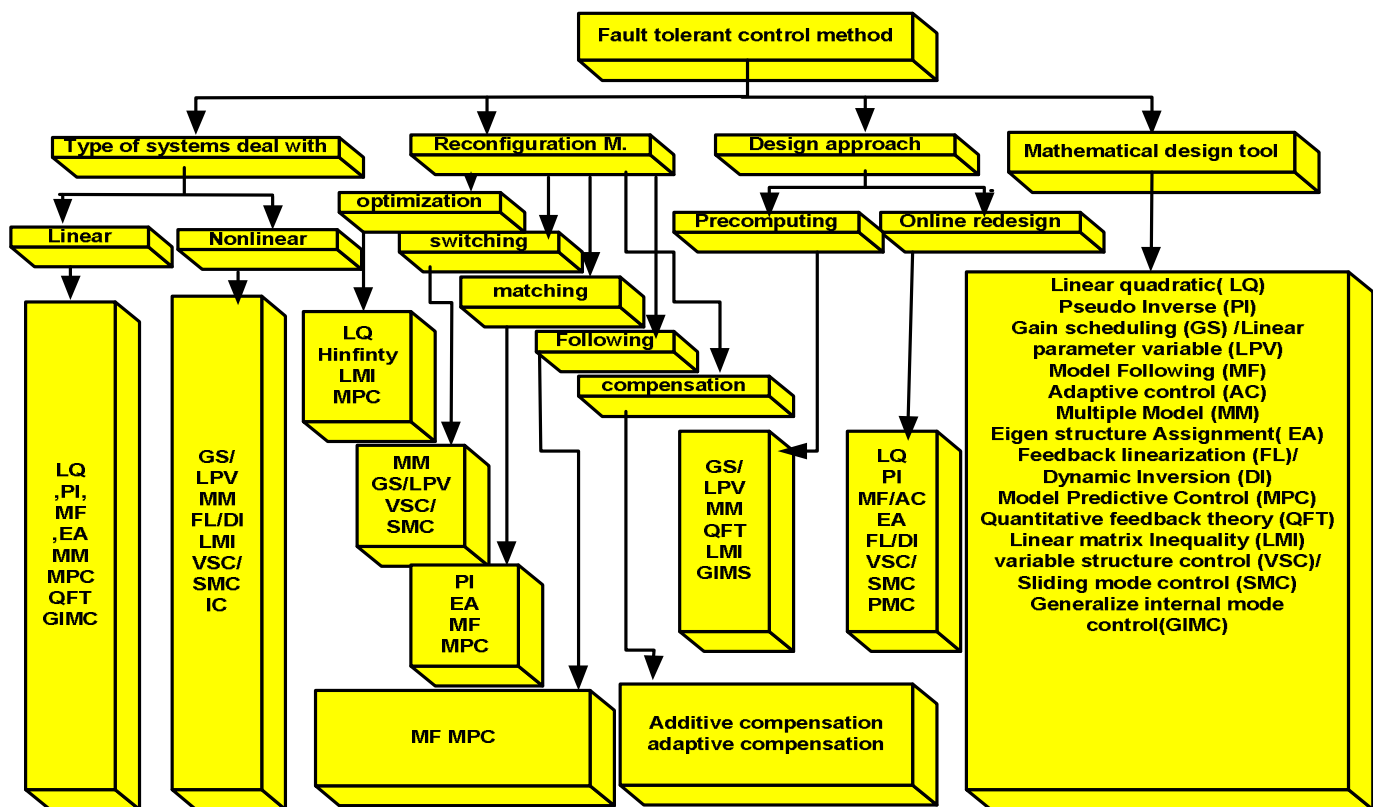 Fault tolerant control method
Type of systems deal with
Reconfiguration M.
Design approach
Mathematical design tool
Linear
Nonlinear
optimization
switching
matching
Following
compensation
Precomputing
Online redesign
LQ
,PI,
MF
,EA
MM
MPC
QFT
GIMC
GS/
LPV
MM
FL/DI
LMI
VSC/
SMC
IC
LQ
Hinfinty
LMI
MPC
MM
GS/LPV
VSC/
SMC
PI
EA
MF
MPC
MF MPC
Additive compensation
adaptive compensation
GS/
LPV
MM
QFT
LMI
GIMS
LQ
PI
MF/AC
EA
FL/DI
VSC/
SMC
PMC
Linear quadratic( LQ)
Pseudo Inverse (PI)
Gain scheduling (GS) /Linear
parameter variable (LPV)
Model Following (MF)
Adaptive control (AC)
Multiple Model (MM)
Eigen structure Assignment( EA)
Feedback linearization (FL)/
Dynamic Inversion (DI)
Model Predictive Control (MPC)
Quantitative feedback theory (QFT)
Linear matrix Inequality (LMI)
variable structure control (VSC)/
Sliding mode control (SMC)
Generalize internal mode
control(GIMC)